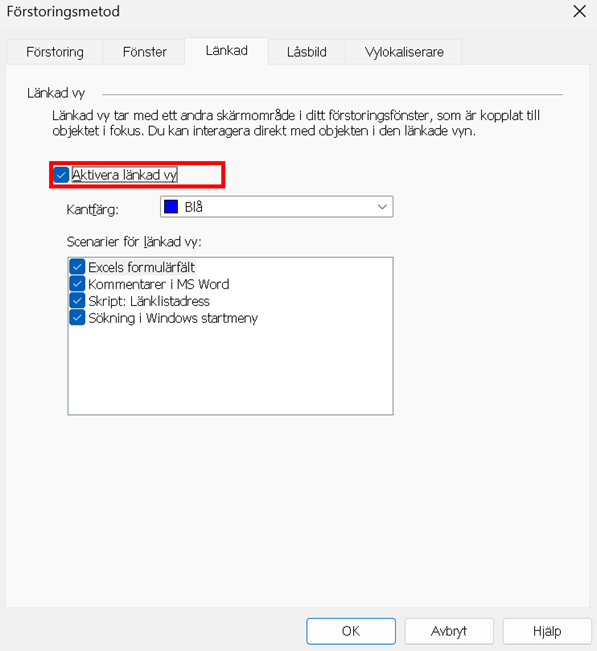 Förstoringsmetod
Förstoring Fönster Länkad Låsbild Vylokaliserare
Länkad vy
Länkad vy tar med ett andra skärmområde i ditt förstoringsfönster, som är kopplat till
objektet i fokus. Du kan interagera direkt med objekten i den länkade vyn.
Aktivera länkad vy
Kantfärg: Blå
Scenarier för länkad vy:
Excels formulärfält
Kommentarer i MS Word
Skript: Länklistadress
Sökning i Windows startmeny
OK Avbryt Hjälp